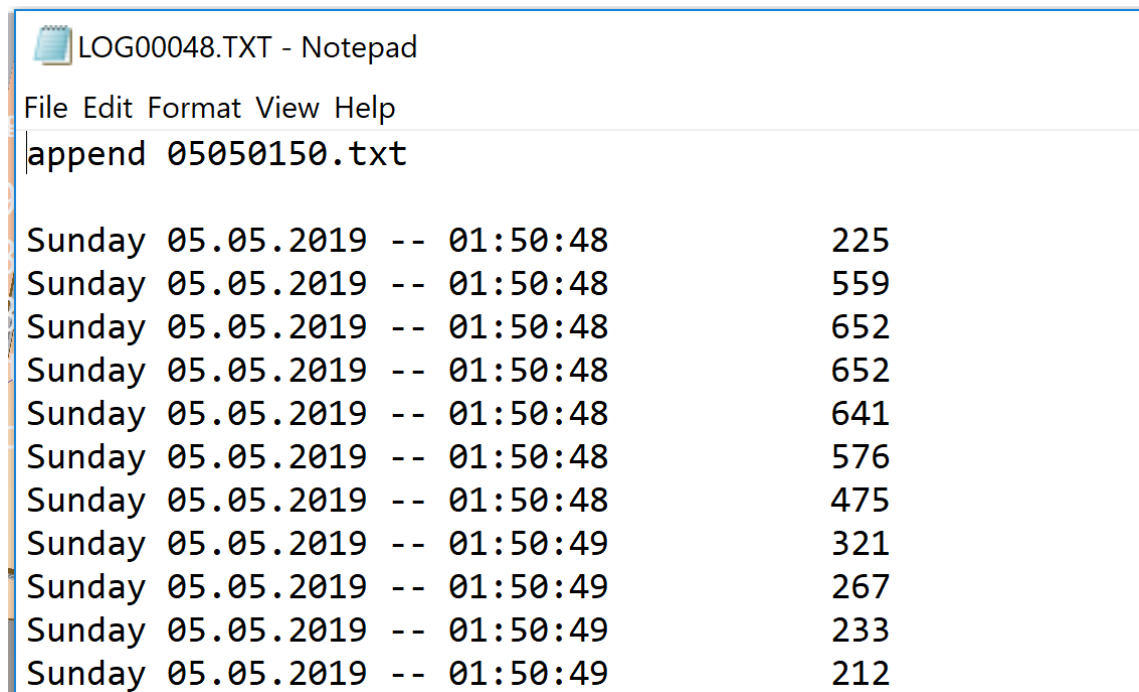 LOG00048.TXT - Notepad
File Edit Format View Help
append 05050150.txt
Sunday 05.05.2019 -- 01:50:48 225
Sunday 05.05.2019 -- 01:50:48 559
Sunday 05.05.2019 -- 01:50:48 652
Sunday 05.05.2019 -- 01:50:48 652
Sunday 05.05.2019 -- 01:50:48 641
Sunday 05.05.2019 -- 01:50:48 576
Sunday 05.05.2019 -- 01:50:48 475
Sunday 05.05.2019 -- 01:50:49 321
Sunday 05.05.2019 -- 01:50:49 267
Sunday 05.05.2019 -- 01:50:49 233
Sunday 05.05.2019 -- 01:50:49 212